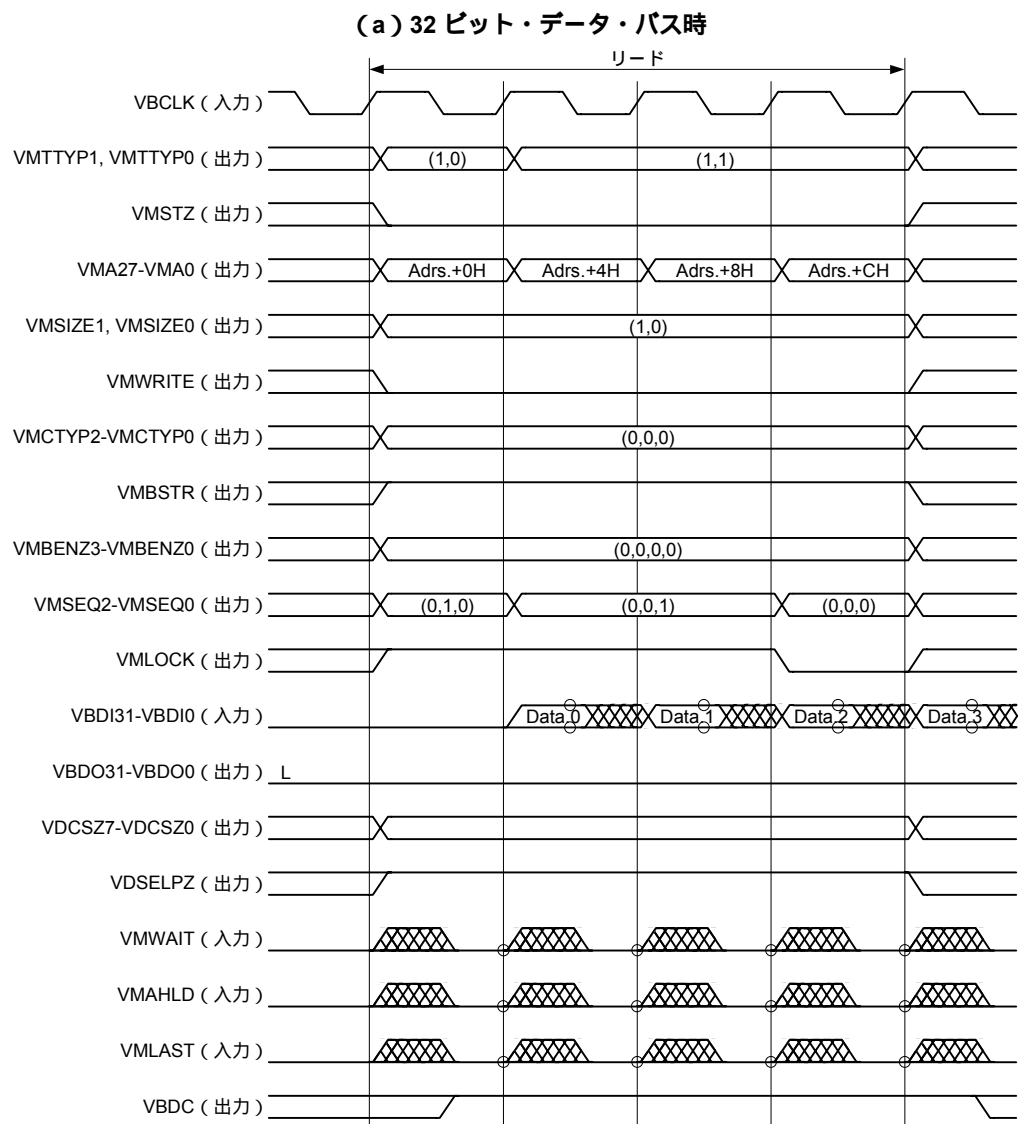 (a)32 ビット・データ・バス時
リード
VBCLK(入力)
VMTTYP1, VMTTYP0(出力) (1,0) (1,1)
VMSTZ(出力)
VMA27-VMA0(出力) Adrs.+0H Adrs.+4H Adrs.+8H Adrs.+CH
VMSIZE1, VMSIZE0(出力) (1,0)
VMWRITE(出力)
VMCTYP2-VMCTYP0(出力) (0,0,0)
VMBSTR(出力)
VMBENZ3-VMBENZ0(出力) (0,0,0,0)
VMSEQ2-VMSEQ0(出力) (0,1,0) (0,0,1) (0,0,0)
VMLOCK(出力)
VBDI31-VBDI0(入力) Data 0 Data 1 Data 2 Data 3
VBDO31-VBDO0(出力) L
VDCSZ7-VDCSZ0(出力)
VDSELPZ(出力)
VMWAIT(入力)
VMAHLD(入力)
VMLAST(入力)
VBDC(出力)